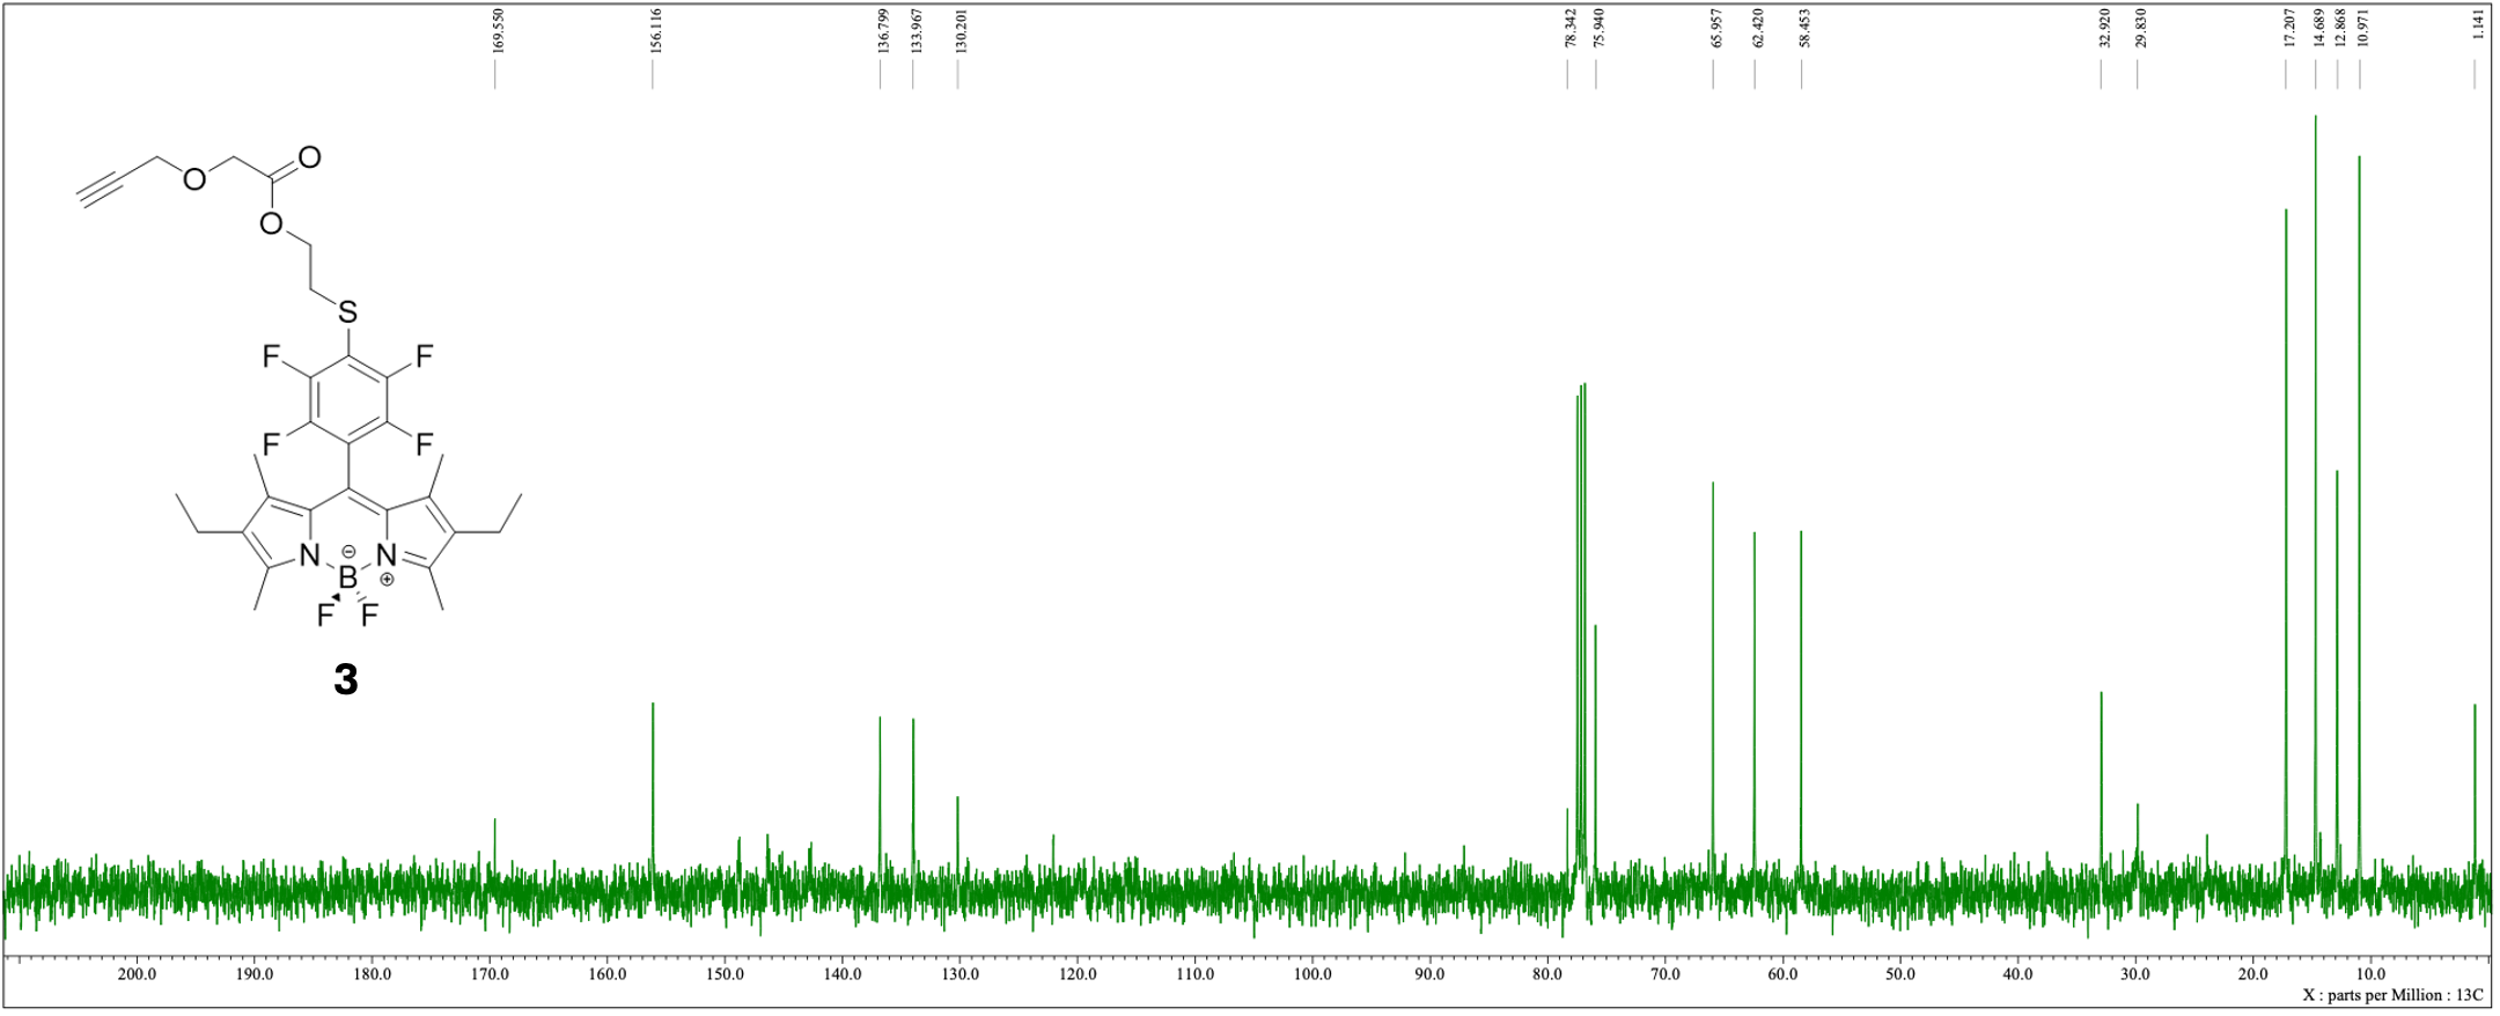 169.550
156.116
136.799
133.967
130.201
78.342
75.940
65.957
62.420
58.453
32.920
29.830
17.207
14.689
12.868
10.971
1.141
O
O
O
S
F F
F F
N ⊖ N
B ⊕
F F
3
200.0 190.0 180.0 170.0 160.0 150.0 140.0 130.0 120.0 110.0 100.0 90.0 80.0 70.0 60.0 50.0 40.0 30.0 20.0 10.0
X : parts per Million : 13C